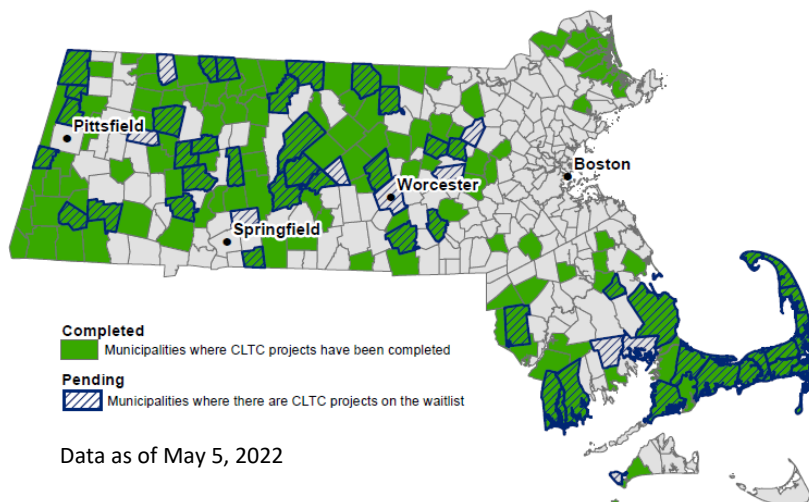 Pittsfield
Boston
Worcester
Springfield
Completed
Municipalities where CLTC projects have been completed
Pending
Municipalities where there are CLTC projects on the waitlist
Data as of May 5, 2022